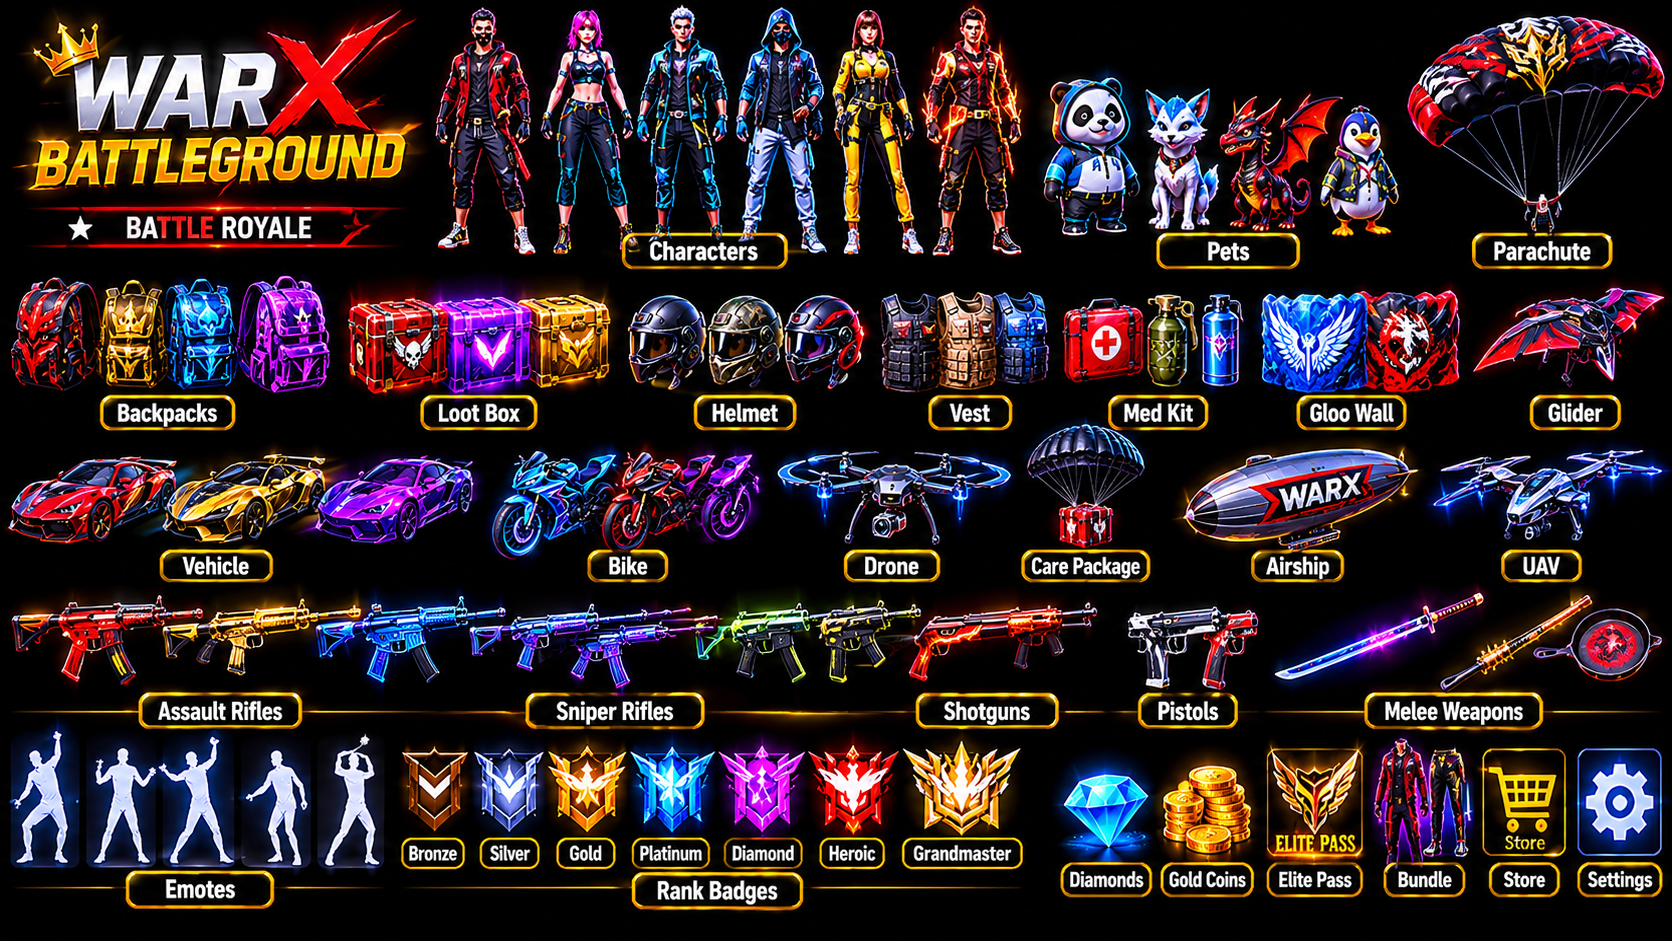 WARX
BATTLEGROUND
BATTLE ROYALE
Characters
Pets
Parachute
Backpacks
Loot Box
Helmet
Vest
Med Kit
Gloo Wall
Glider
WARX
Vehicle
Bike
Drone
Care Package
Airship
UAV
Assault Rifles
Sniper Rifles
Shotguns
Pistols
Melee Weapons
ELITE PASS
Store
Bronze
Silver
Gold
Platinum
Diamond
Heroic
Grandmaster
Diamonds
Gold Coins
Elite Pass
Bundle
Store
Settings
Emotes
Rank Badges